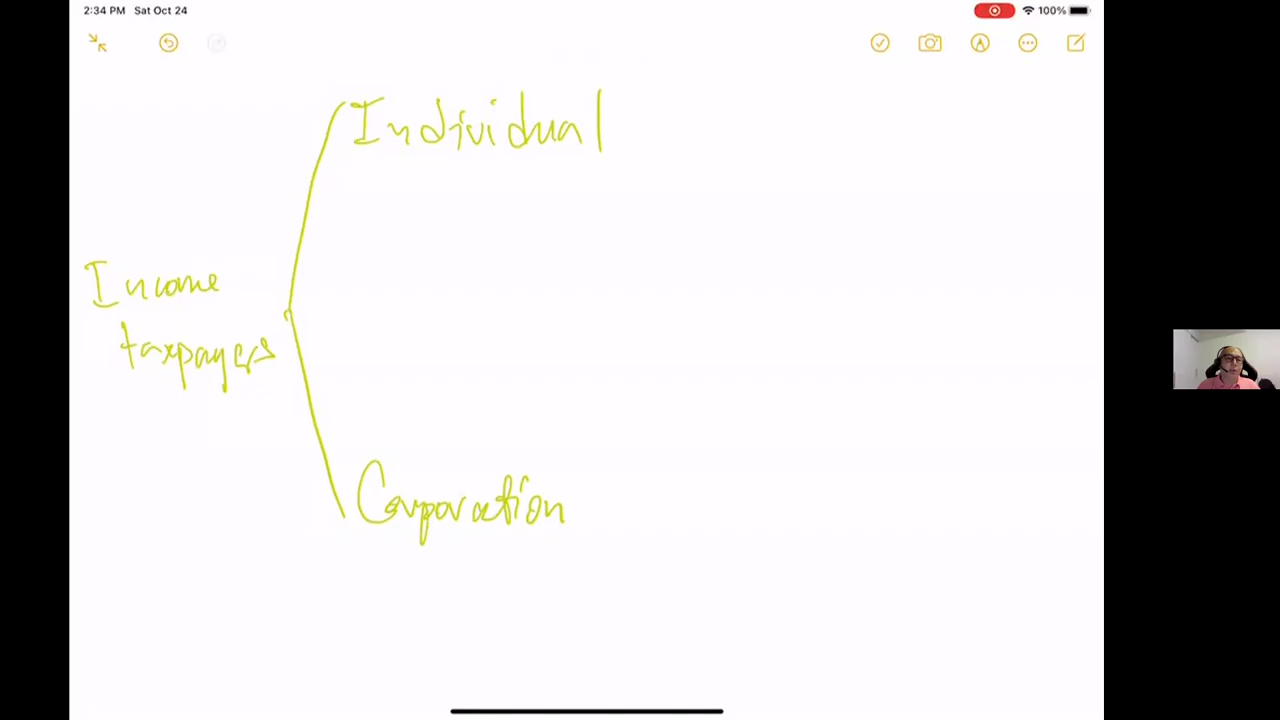 2:34 PM Sat Oct 24
100%
Individual
Income
taxpayers
Corporation